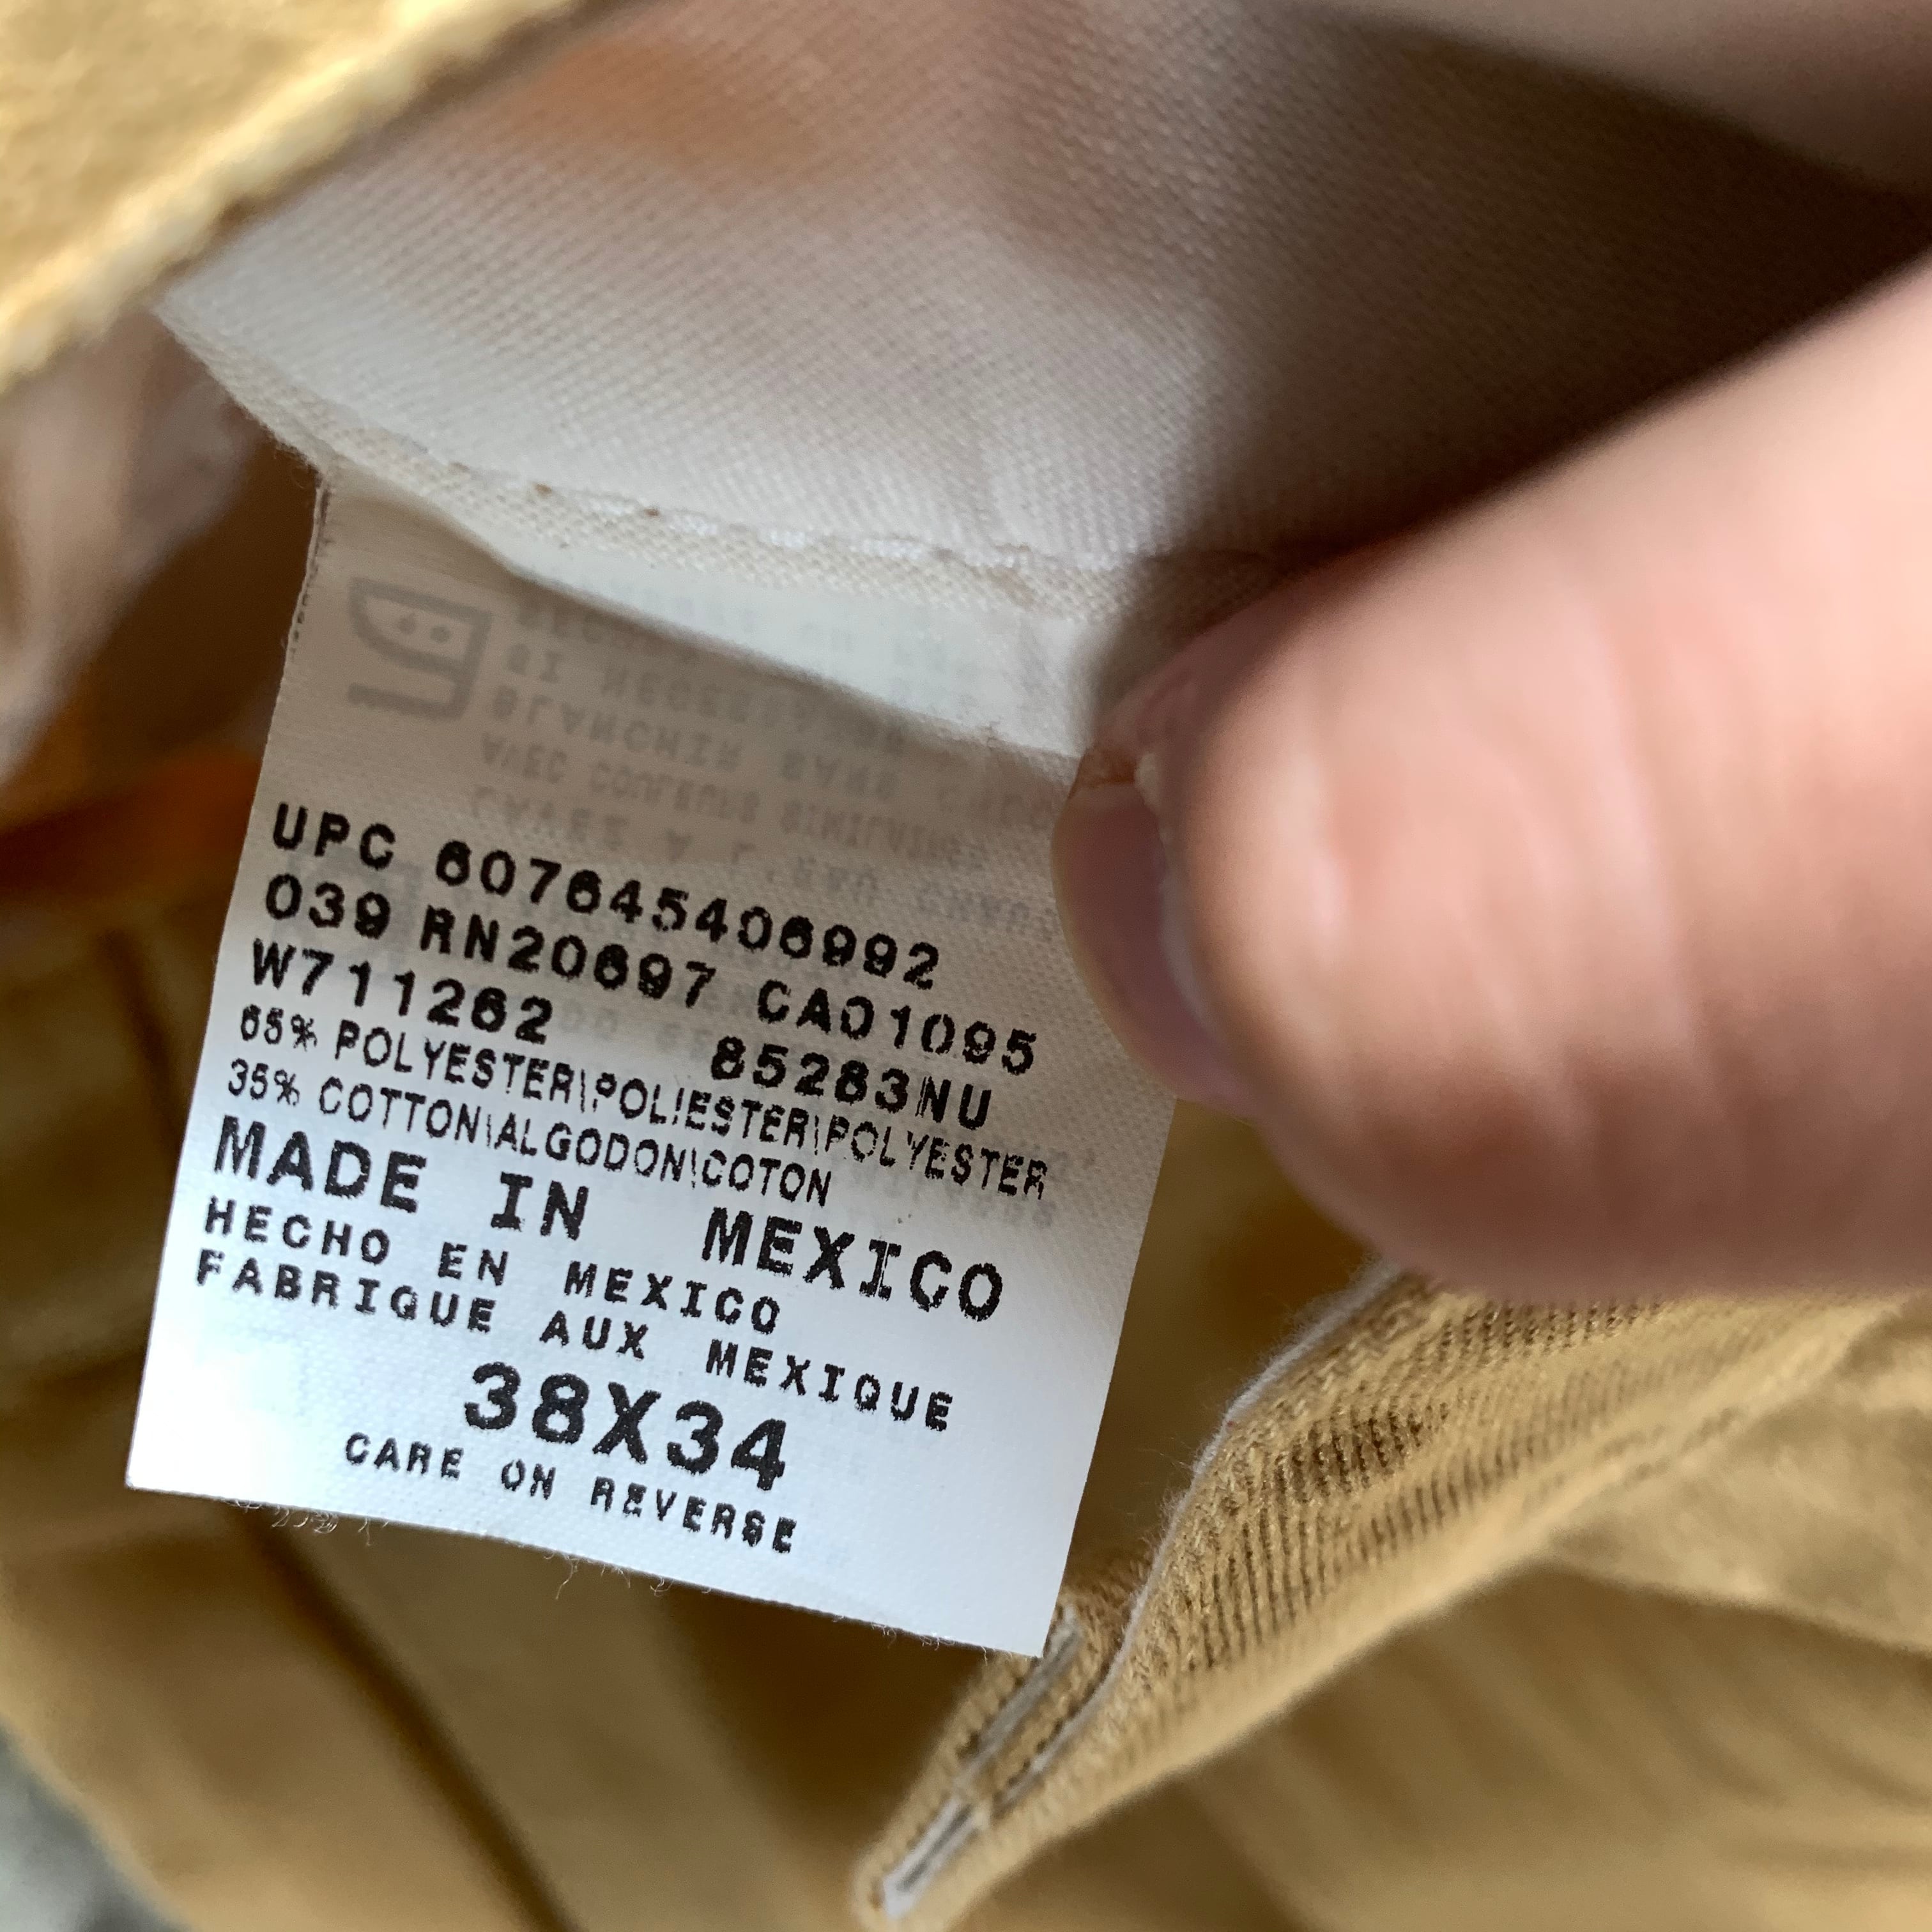 UPC 607645406992
039 RN20697 CA01095
W711262 85283NU
65% POLYESTER\POLIESTER\POLYESTER
35% COTTON\ALGODON\COTON
MADE IN MEXICO
HECHO EN MEXICO
FABRIQUE AUX MEXIQUE
38X34
CARE ON REVERSE